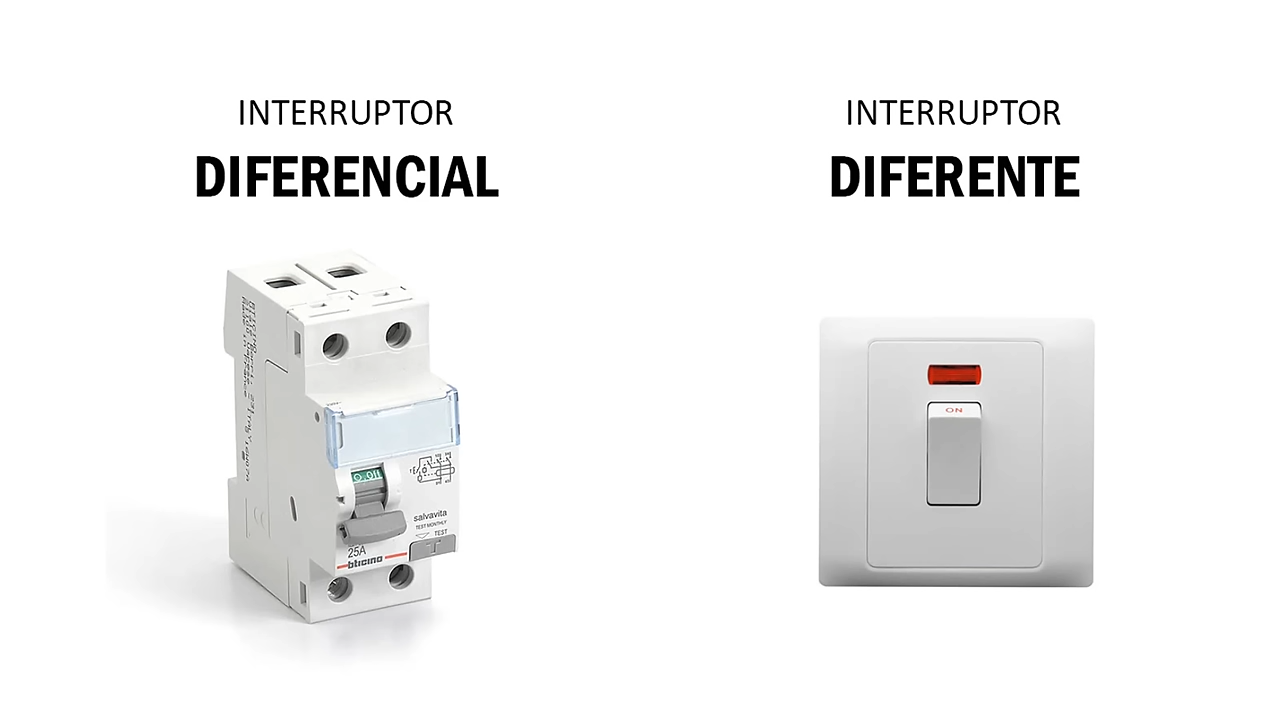 INTERRUPTOR
DIFERENCIAL
INTERRUPTOR
DIFERENTE
salvavita
TEST MONTHLY
TEST
25A
bticino
ON